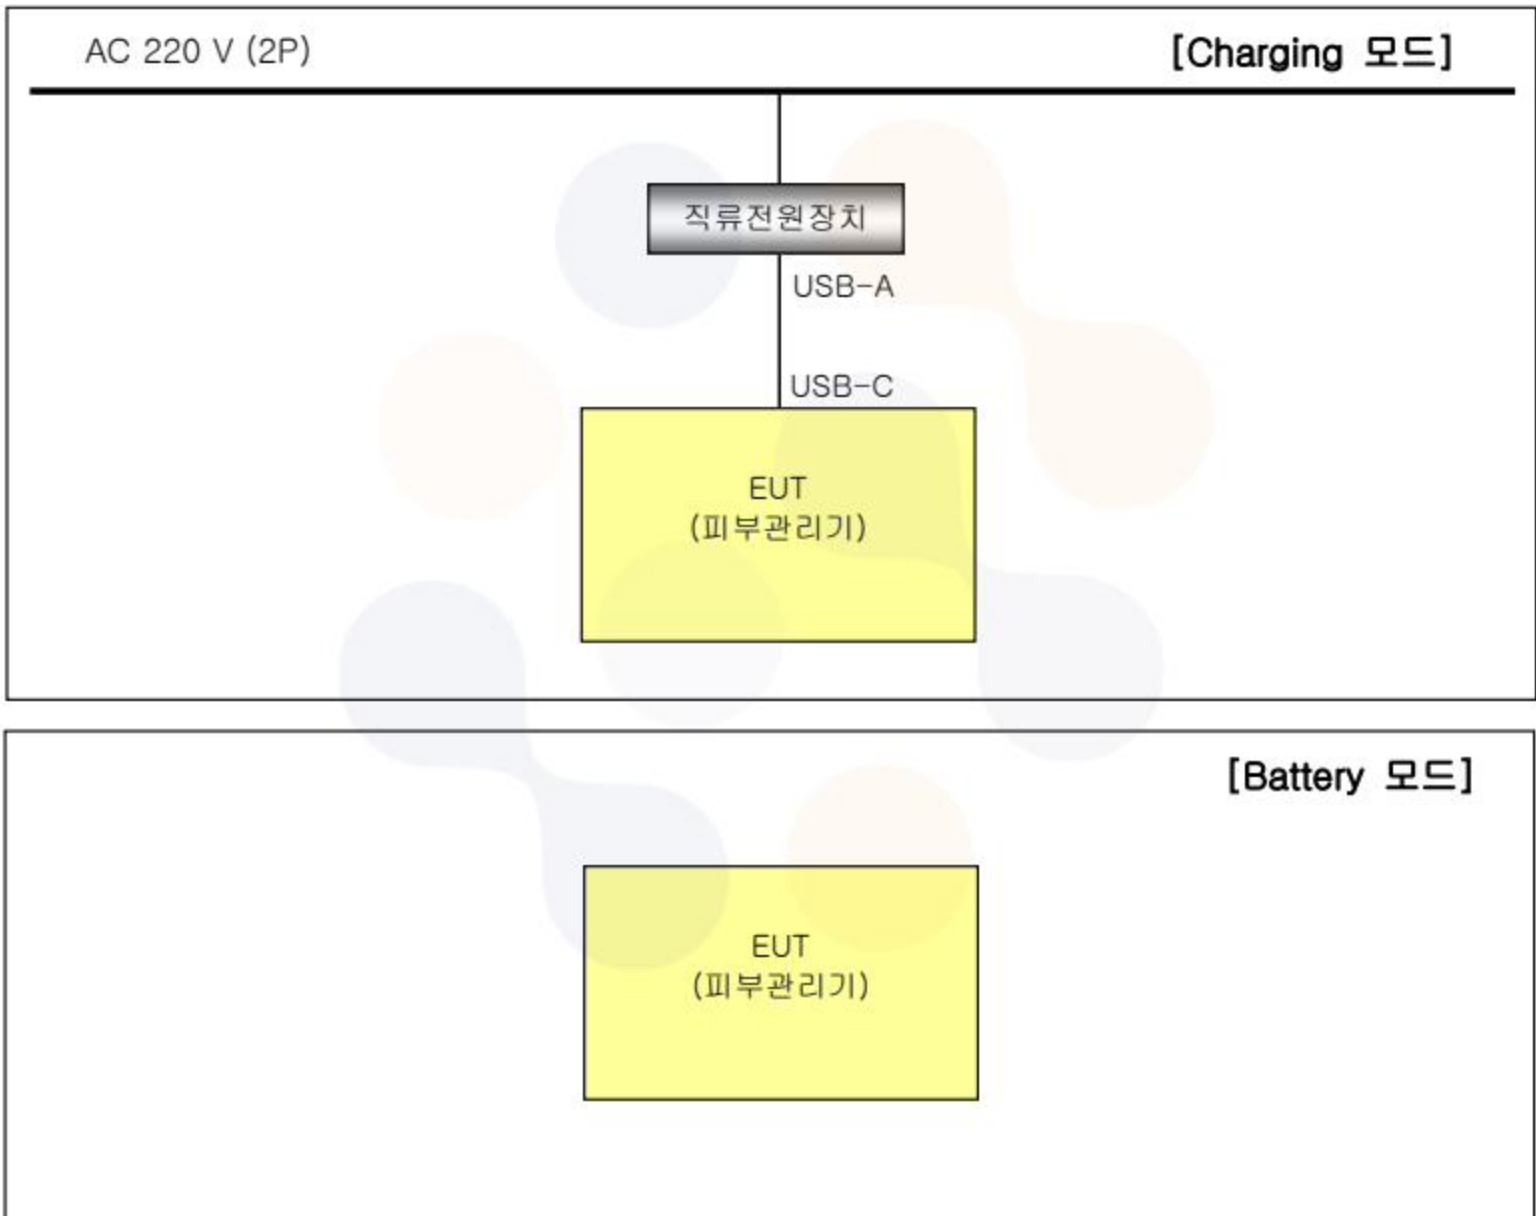 AC 220 V (2P)
[Charging 모드]
직류전원장치
USB-A
USB-C
EUT
(피부관리기)
[Battery 모드]
EUT
(피부관리기)